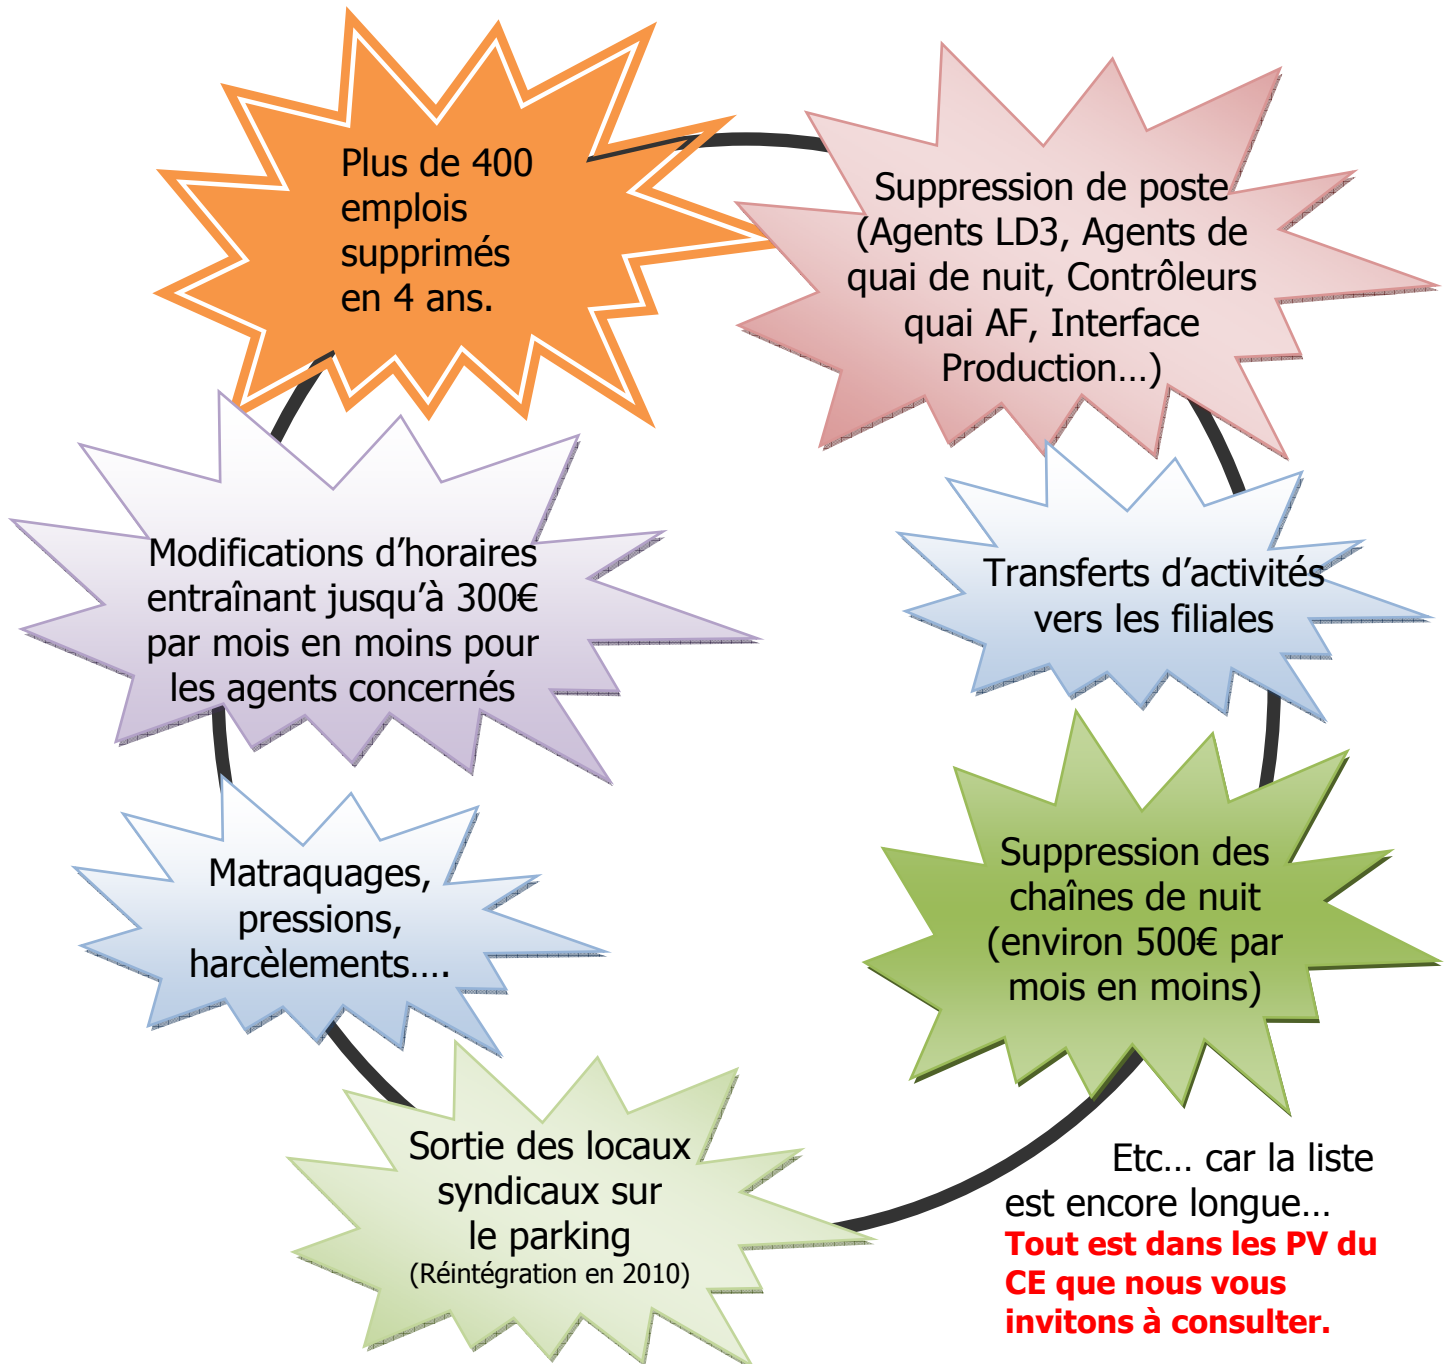 Plus de 400
emplois
supprimés
en 4 ans.
Suppression de poste
(Agents LD3, Agents de
quai de nuit, Contrôleurs
quai AF, Interface
Production…)
Transferts d’activités
vers les filiales
Suppression des
chaînes de nuit
(environ 500€ par
mois en moins)
Sortie des locaux
syndicaux sur
le parking
(Réintégration en 2010)
Matraquages,
pressions,
harcèlements….
Modifications d’horaires
entraînant jusqu’à 300€
par mois en moins pour
les agents concernés
Etc… car la liste
est encore longue…
Tout est dans les PV du
CE que nous vous
invitons à consulter.